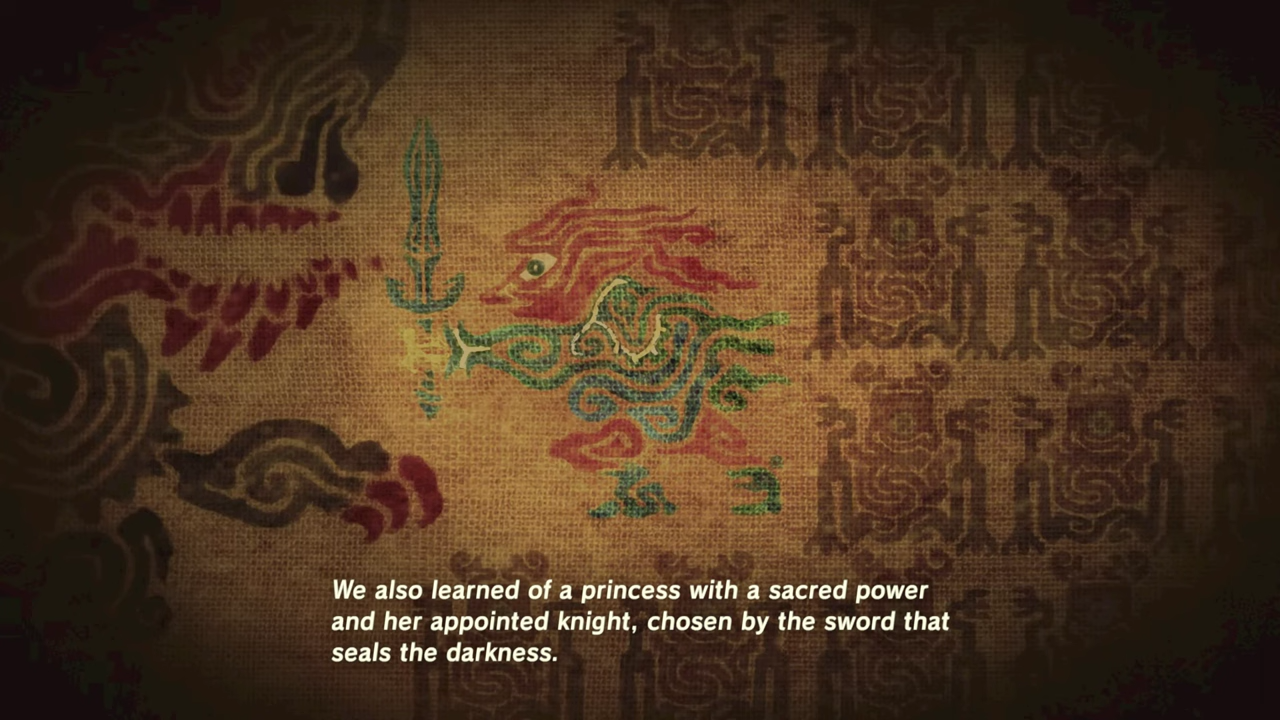 We also learned of a princess with a sacred power
and her appointed knight, chosen by the sword that
seals the darkness.